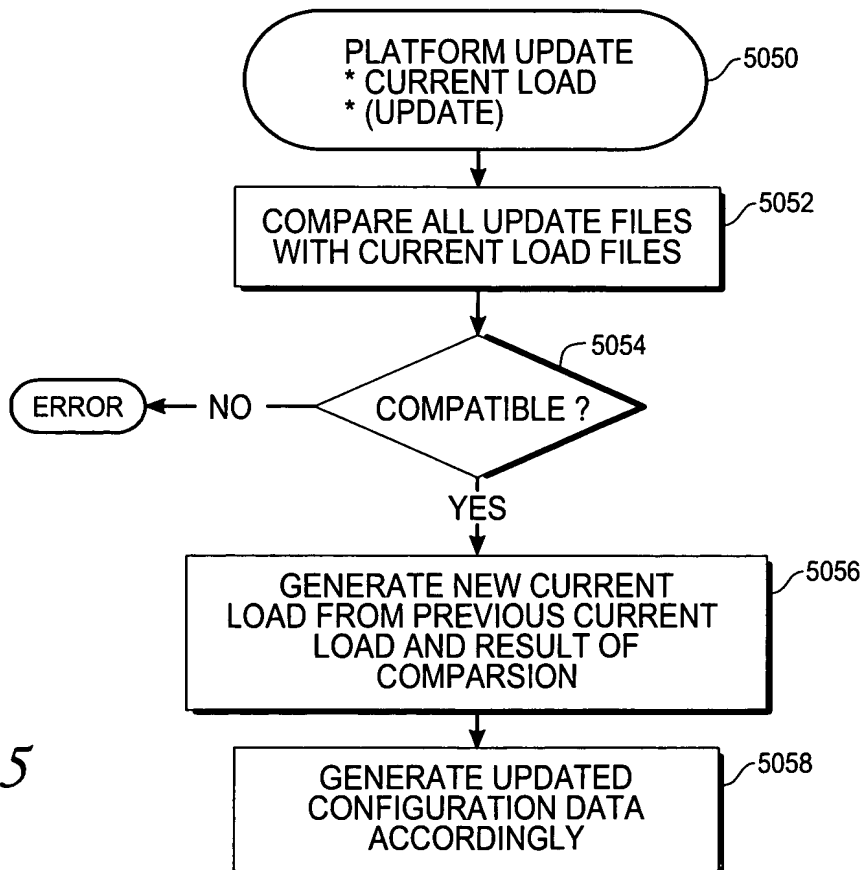 PLATFORM UPDATE
* CURRENT LOAD
* (UPDATE)
5050
COMPARE ALL UPDATE FILES
WITH CURRENT LOAD FILES
5052
5054
COMPATIBLE ?
NO
ERROR
YES
GENERATE NEW CURRENT
LOAD FROM PREVIOUS CURRENT
LOAD AND RESULT OF
COMPARSION
5056
5
GENERATE UPDATED
CONFIGURATION DATA
ACCORDINGLY
5058